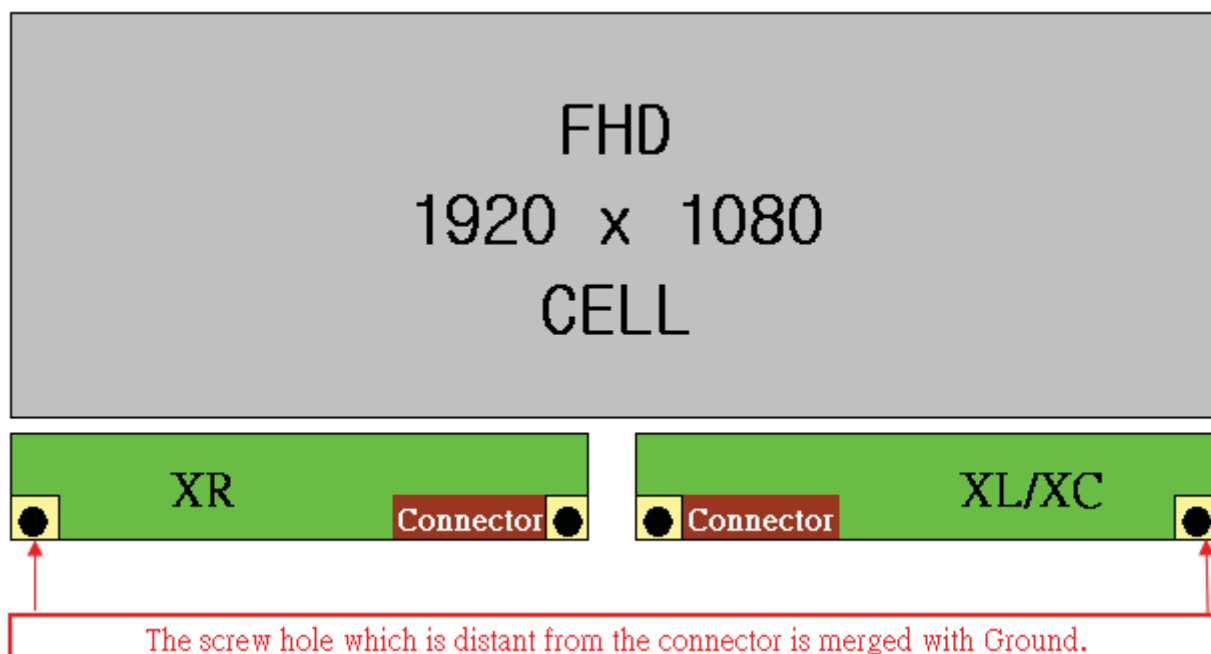 FHD
1920 x 1080
CELL
XR
Connector
XL/XC
Connector
The screw hole which is distant from the connector is merged with Ground.